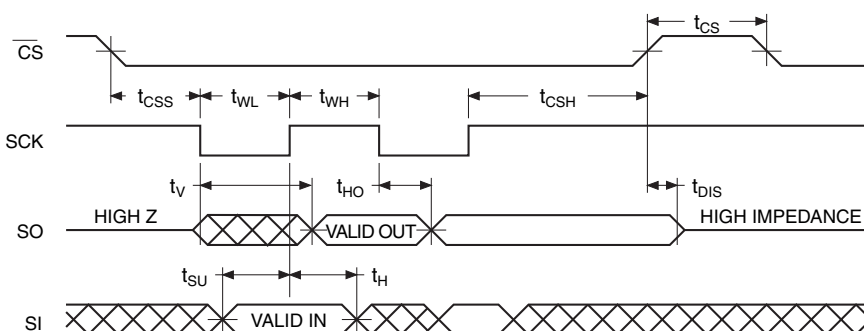 CS
tCS
tCSS
tWL
tWH
tCSH
SCK
tV
tHO
tDIS
HIGH Z
VALID OUT
HIGH IMPEDANCE
SO
tSU
tH
VALID IN
SI